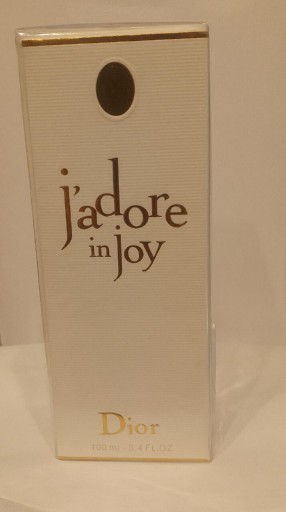 j'adore
in joy
Dior
100 ml - 3.4 FL OZ